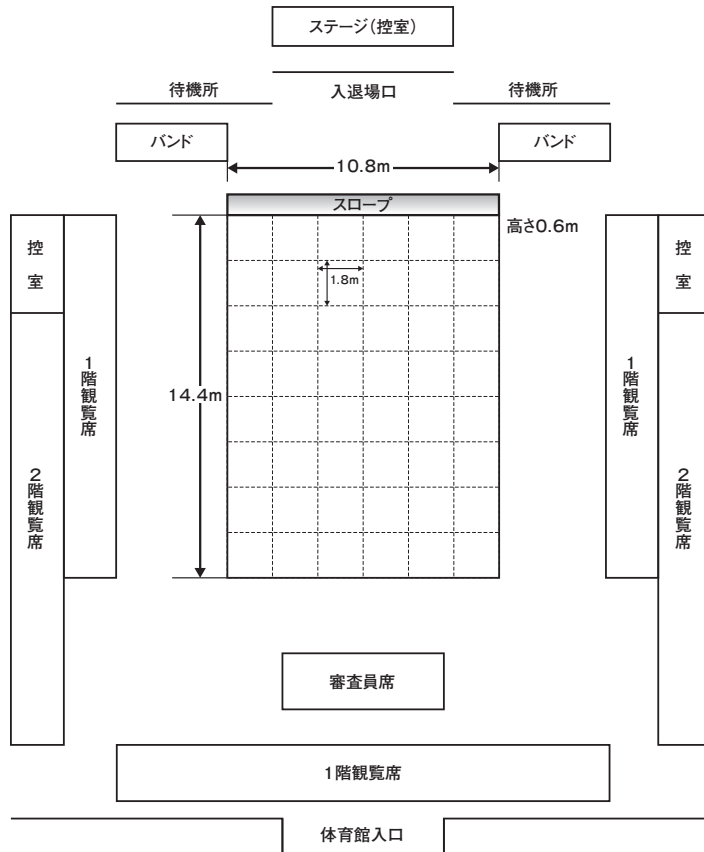 ステージ（控室）
待機所
入退場口
待機所
バンド
バンド
10.8m
スロープ
高さ0.6m
控室
控室
1.8m
1階観覧席
1階観覧席
14.4m
2階観覧席
2階観覧席
審査員席
1階観覧席
体育館入口